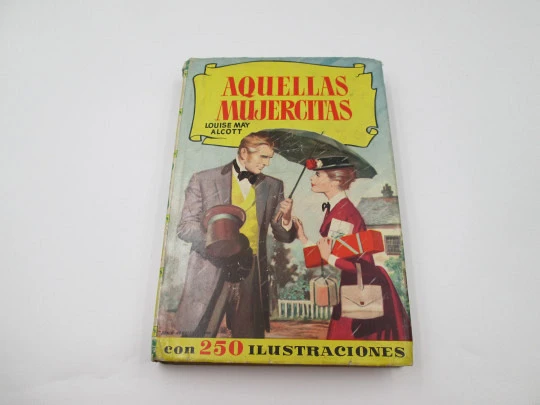 AQUELLAS
MUJERCITAS
LOUISE MAY
ALCOTT
con 250 ILUSTRACIONES